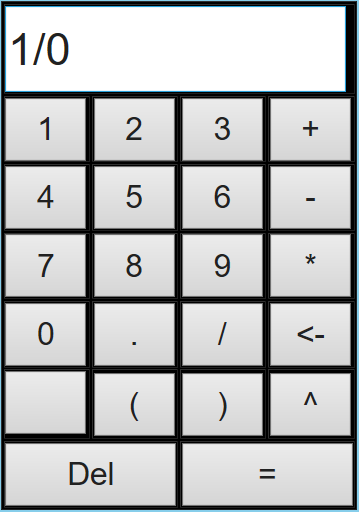 1/0
1 2 3 +
4 5 6 -
7 8 9 *
0 . / <-
( ) ^
Del =